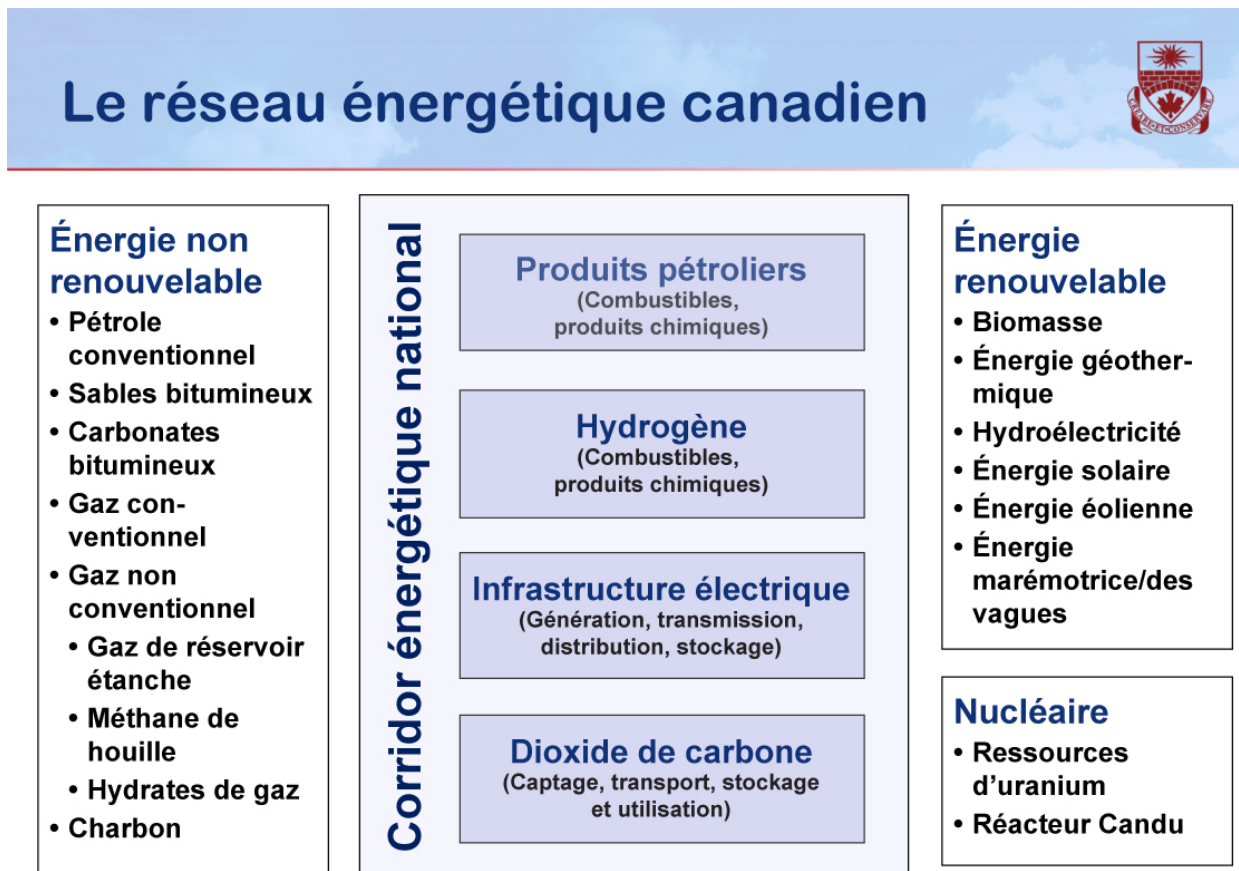 Le réseau énergétique canadien
CREARE·ET·CONSERVARE
Énergie non
renouvelable
• Pétrole
conventionnel
• Sables bitumineux
• Carbonates
bitumineux
• Gaz con-
ventionnel
• Gaz non
conventionnel
• Gaz de réservoir
étanche
• Méthane de
houille
• Hydrates de gaz
• Charbon
Corridor énergétique national
Produits pétroliers
(Combustibles,
produits chimiques)
Hydrogène
(Combustibles,
produits chimiques)
Infrastructure électrique
(Génération, transmission,
distribution, stockage)
Dioxide de carbone
(Captage, transport, stockage
et utilisation)
Énergie
renouvelable
• Biomasse
• Énergie géother-
mique
• Hydroélectricité
• Énergie solaire
• Énergie éolienne
• Énergie
marémotrice/des
vagues
Nucléaire
• Ressources
d’uranium
• Réacteur Candu